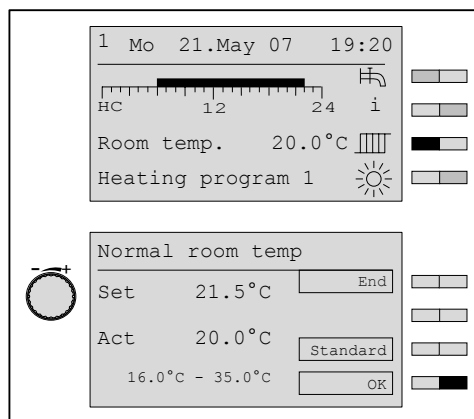 1 Mo 21.May 07 19:20
HC 12 24 i
Room temp. 20.0°C
Heating program 1
Normal room temp
- +
End
Set 21.5°C
Act 20.0°C
Standard
16.0°C - 35.0°C
OK